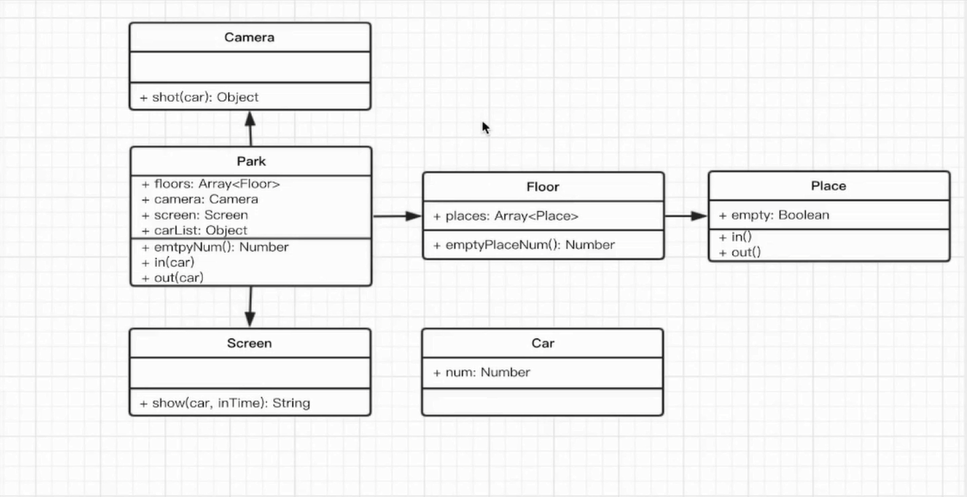 Camera
+ shot(car): Object
Park
+ floors: Array<Floor>
+ camera: Camera
+ screen: Screen
+ carList: Object
+ emtpyNum(): Number
+ in(car)
+ out(car)
Floor
+ places: Array<Place>
+ emptyPlaceNum(): Number
Place
+ empty: Boolean
+ in()
+ out()
Screen
+ show(car, inTime): String
Car
+ num: Number